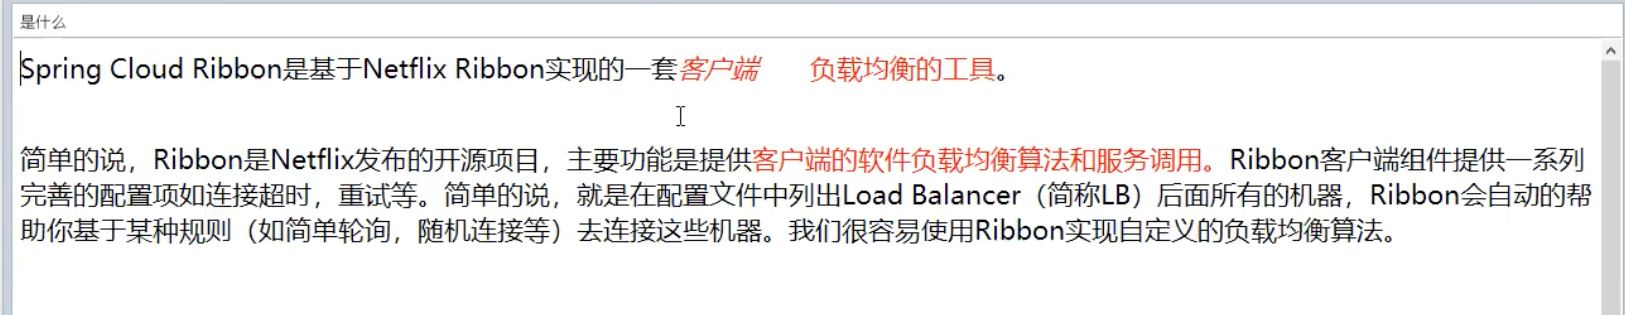 是什么
Spring Cloud Ribbon是基于Netflix Ribbon实现的一套客户端 负载均衡的工具。
简单的说，Ribbon是Netflix发布的开源项目，主要功能是提供客户端的软件负载均衡算法和服务调用。Ribbon客户端组件提供一系列
完善的配置项如连接超时，重试等。简单的说，就是在配置文件中列出Load Balancer（简称LB）后面所有的机器，Ribbon会自动的帮
助你基于某种规则（如简单轮询，随机连接等）去连接这些机器。我们很容易使用Ribbon实现自定义的负载均衡算法。